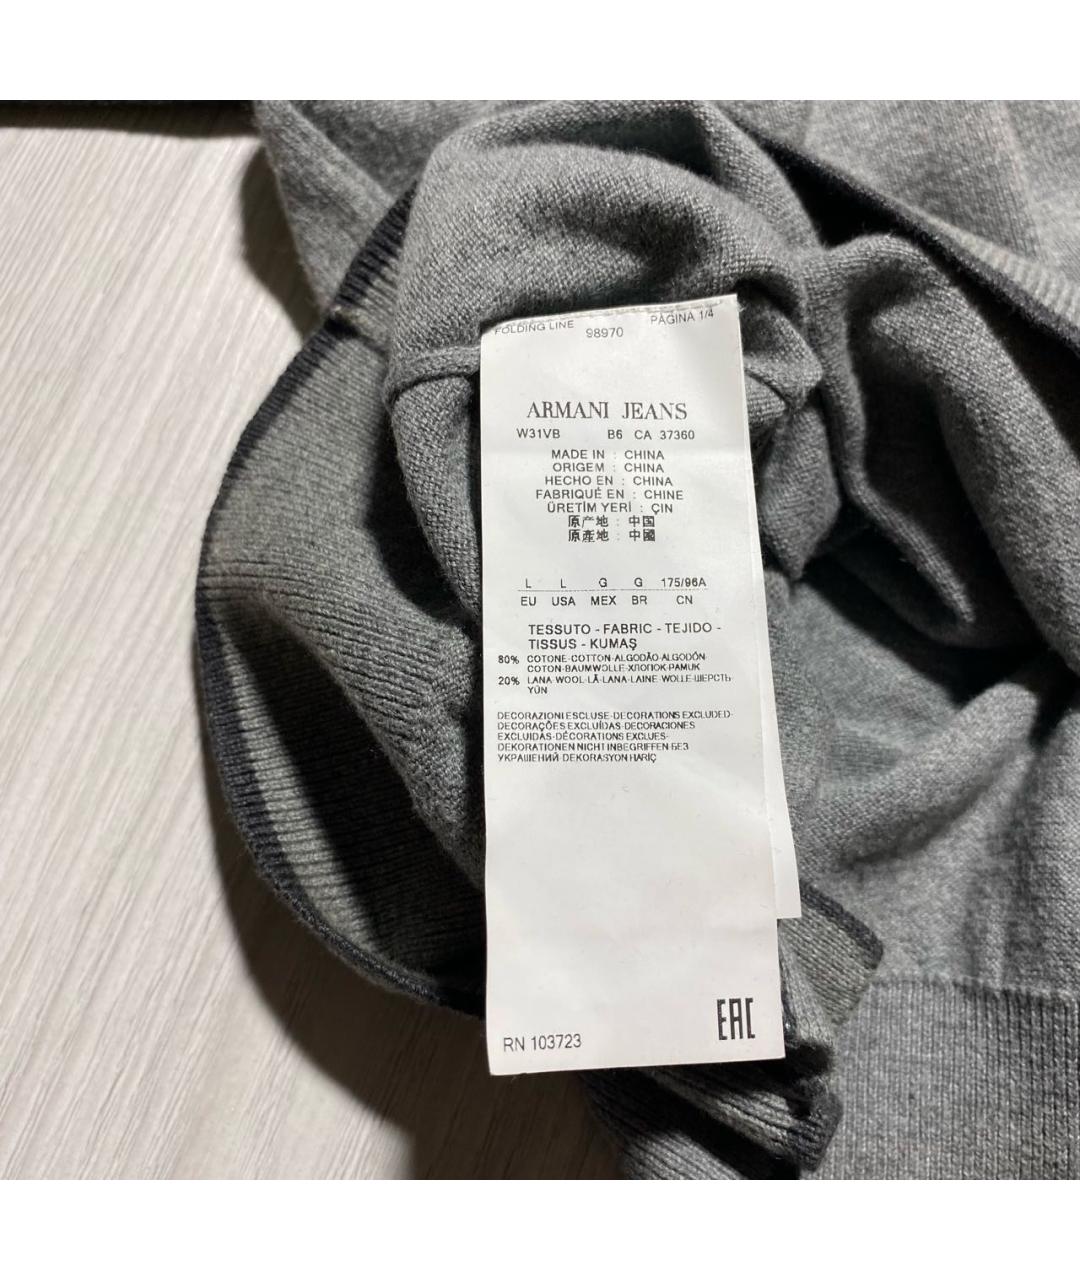 FOLDING LINE 98970 PAGINA 1/4
ARMANI JEANS
W31VB B6 CA 37360
MADE IN : CHINA
ORIGEM : CHINA
HECHO EN : CHINA
FABRIQUÉ EN : CHINE
ÜRETİM YERİ : ÇIN
原产地 : 中国
原產地 : 中國
L L G G 175/96A
EU USA MEX BR CN
TESSUTO - FABRIC - TEJIDO -
TISSUS - KUMAŞ
80% COTONE-COTTON-ALGODÃO-ALGODÓN-
COTON-BAUMWOLLE-ХЛОПОК-PAMUK
20% LANA-WOOL-LÃ-LANA-LAINE-WOLLE-ШЕРСТЬ-
YÜN
DECORAZIONI ESCLUSE-DECORATIONS EXCLUDED-
DECORAÇÕES EXCLUÍDAS-DECORACIONES
EXCLUIDAS-DÉCORATIONS EXCLUES-
DEKORATIONEN NICHT INBEGRIFFEN БЕЗ
УКРАШЕНИЙ-DEKORASYON HARİÇ
RN 103723
EAC